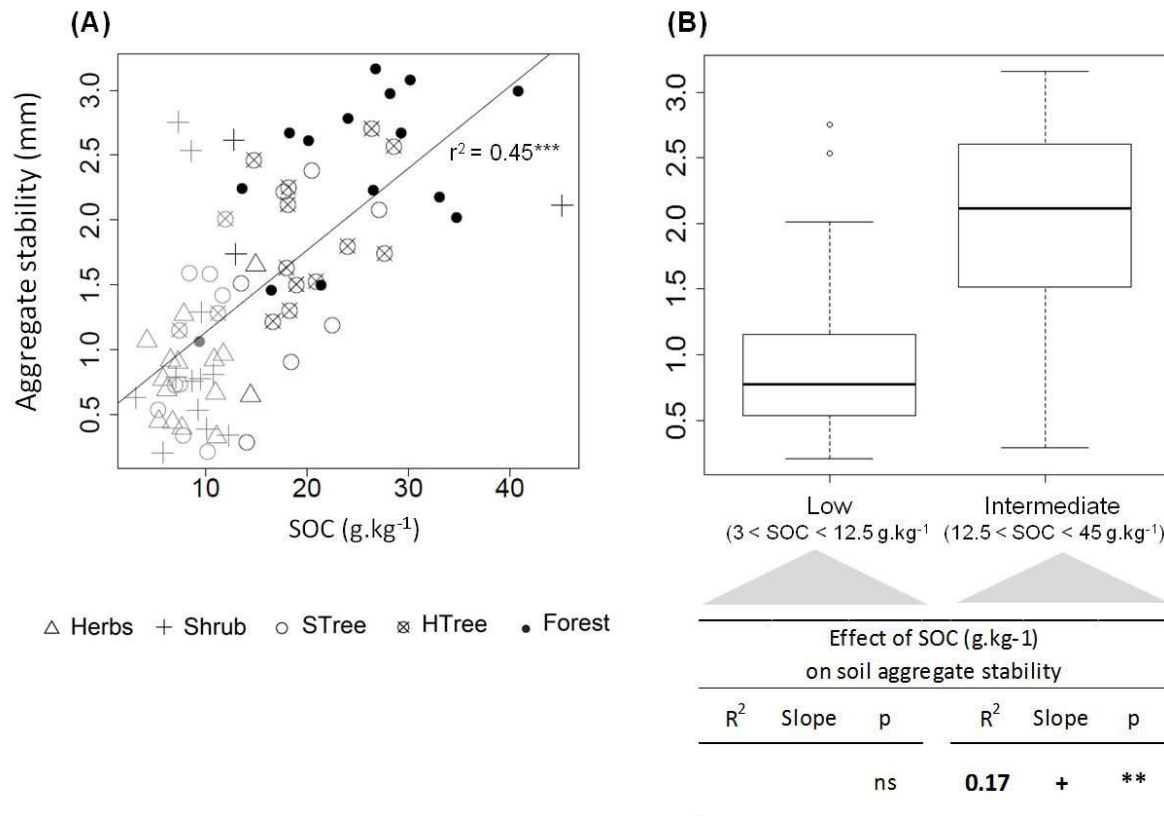 (A)
Aggregate stability (mm)
3.0
2.5
2.0
1.5
1.0
0.5
r² = 0.45***
10 20 30 40
SOC (g.kg⁻¹)
Herbs Shrub STree HTree Forest
(B)
3.0
2.5
2.0
1.5
1.0
0.5
Low Intermediate
(3 < SOC < 12.5 g.kg⁻¹ (12.5 < SOC < 45 g.kg⁻¹)
Effect of SOC (g.kg-1)
on soil aggregate stability
R² Slope p R² Slope p
ns 0.17 + **